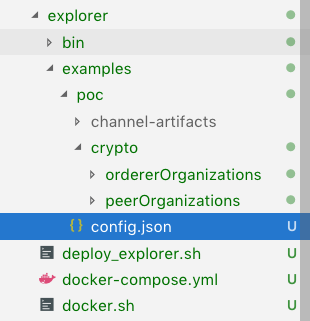 explorer
bin
examples
poc
channel-artifacts
crypto
ordererOrganizations
peerOrganizations
{} config.json U
deploy_explorer.sh U
docker-compose.yml U
docker.sh U